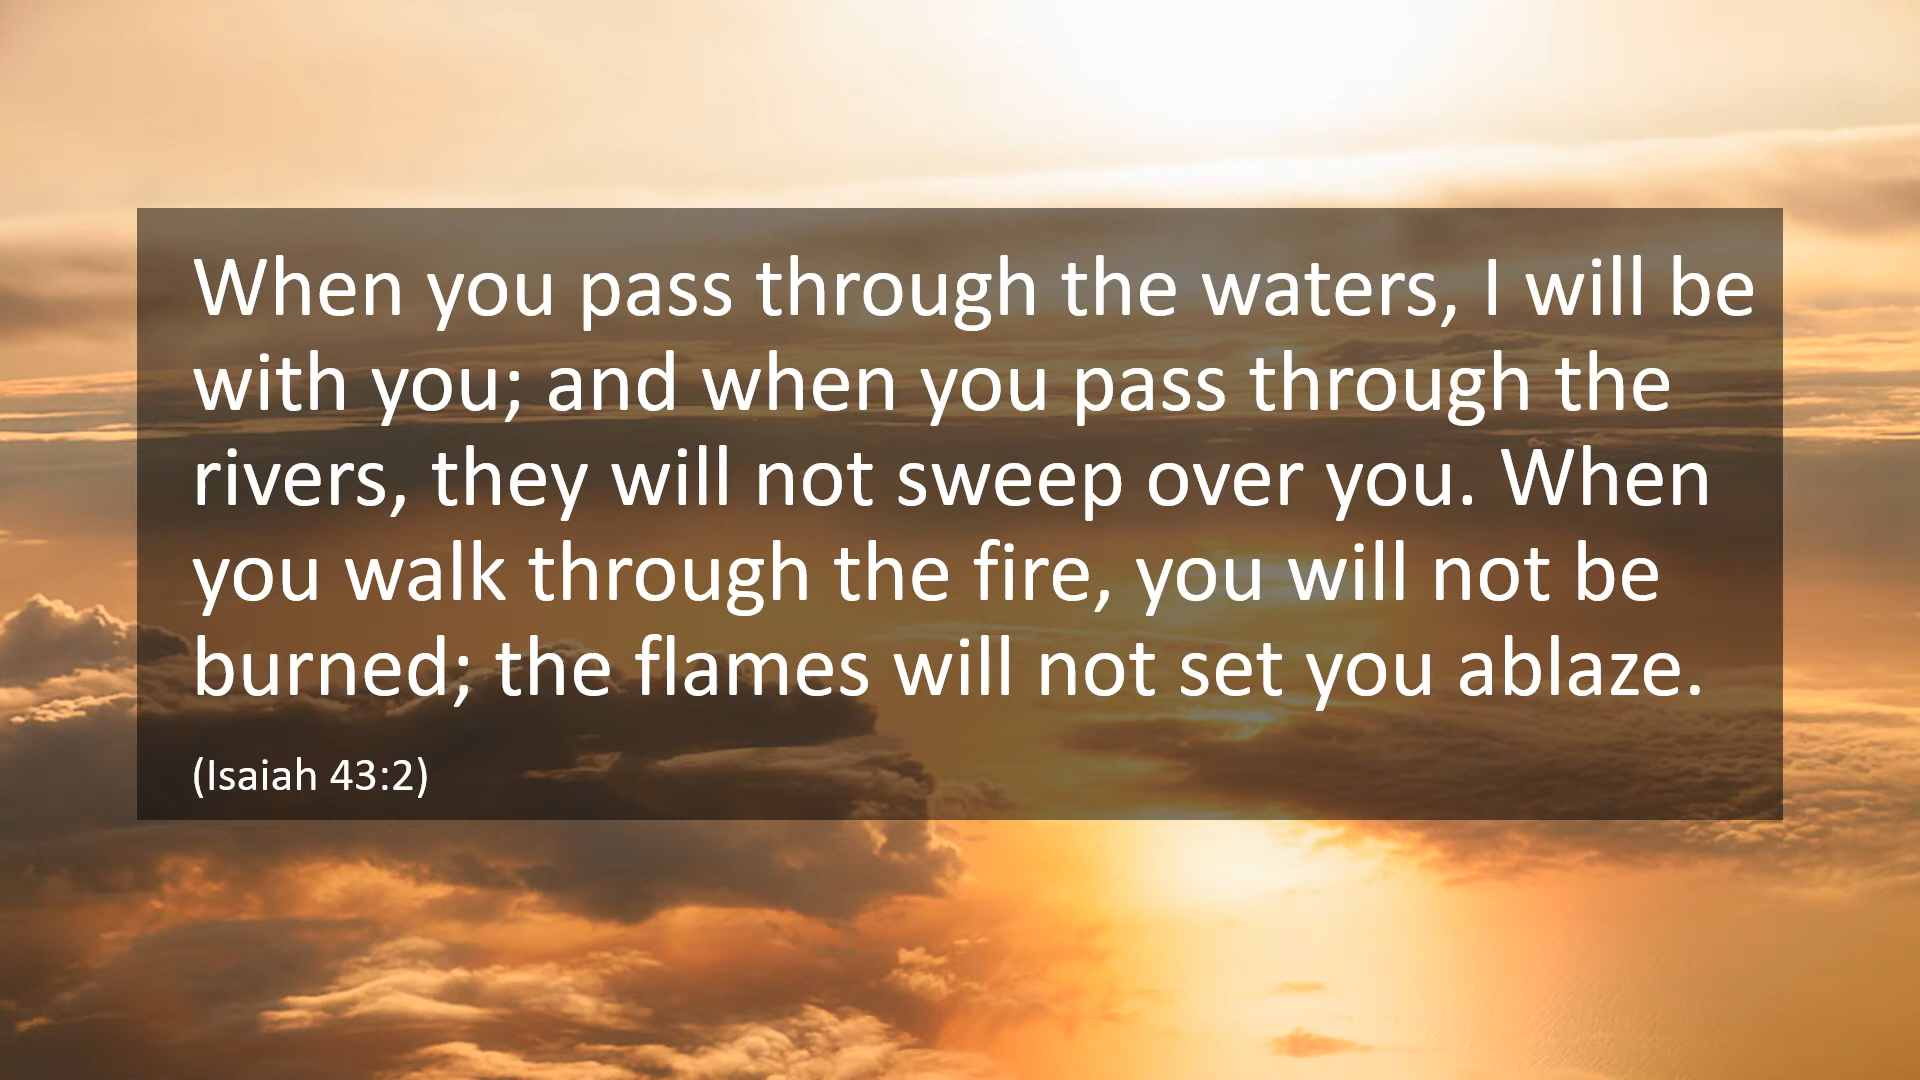 When you pass through the waters, I will be
with you; and when you pass through the
rivers, they will not sweep over you. When
you walk through the fire, you will not be
burned; the flames will not set you ablaze.
(Isaiah 43:2)